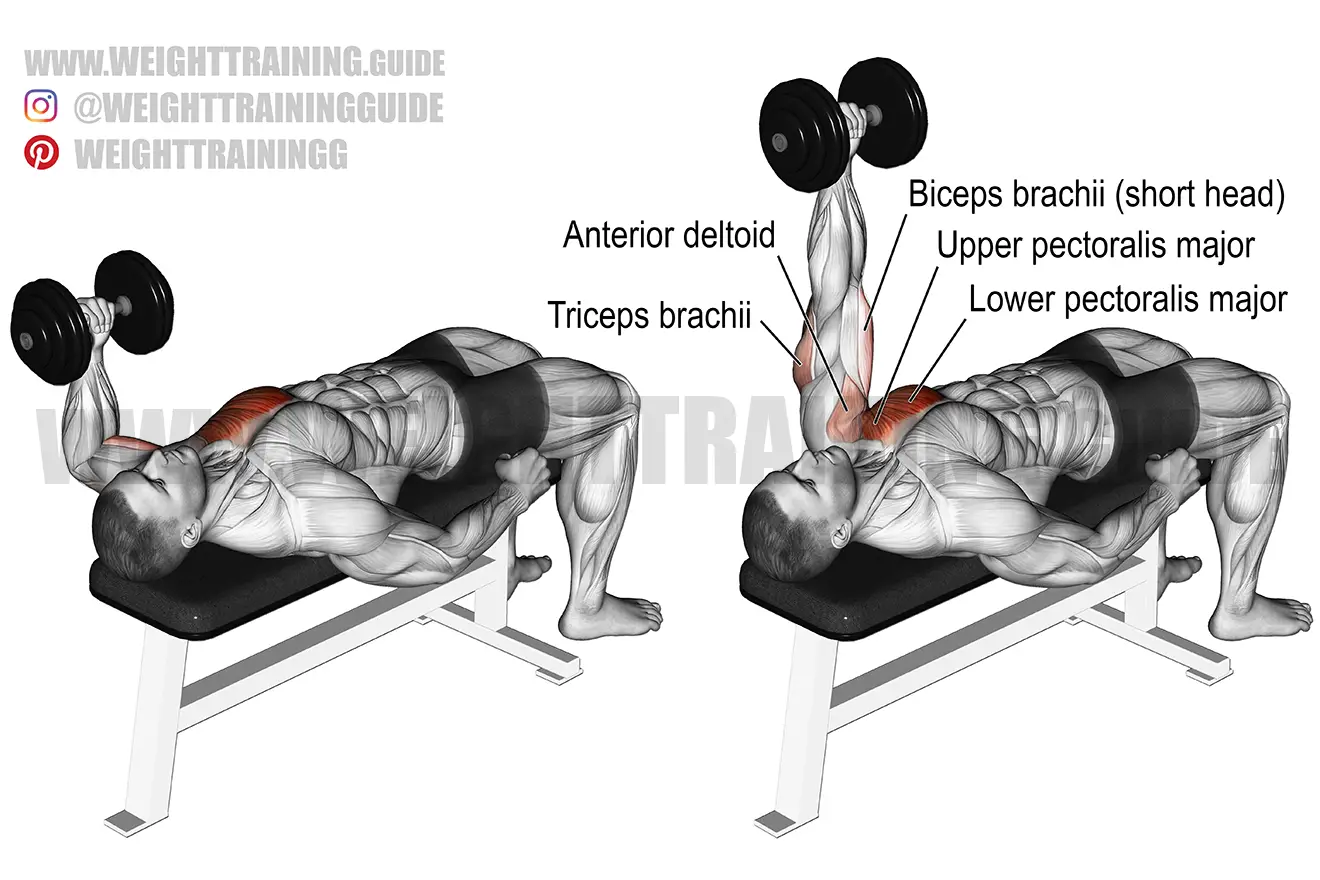 WWW.WEIGHTTRAINING.GUIDE
@WEIGHTTRAININGGUIDE
WEIGHTTRAININGG
Biceps brachii (short head)
Anterior deltoid
Upper pectoralis major
Lower pectoralis major
Triceps brachii
WWW.WEIGHTTRAINING.GUIDE